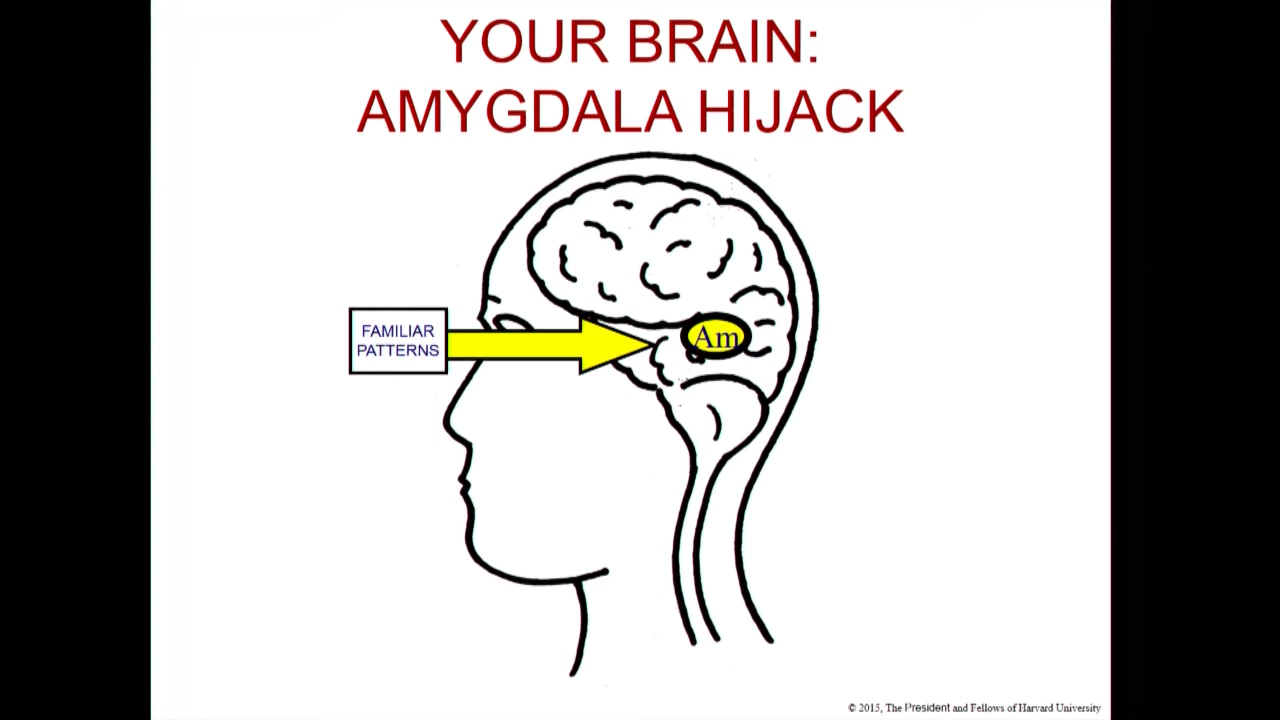 YOUR BRAIN:
AMYGDALA HIJACK
FAMILIAR
PATTERNS
Am
© 2015, The President and Fellows of Harvard University